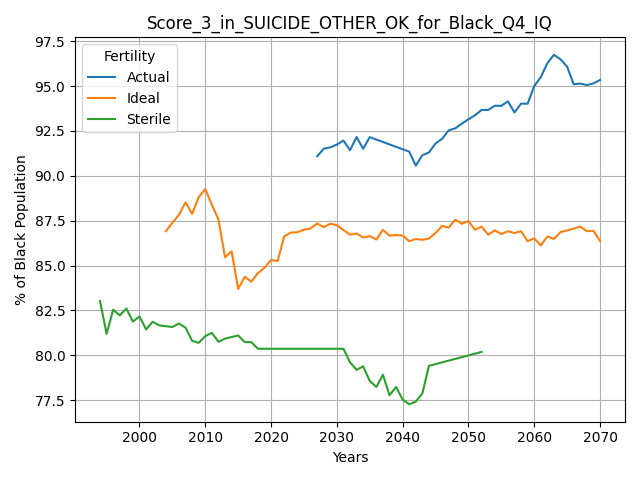 Score_3_in_SUICIDE_OTHER_OK_for_Black_Q4_IQ
97.5
95.0
92.5
90.0
87.5
85.0
82.5
80.0
77.5
% of Black Population
Fertility
Actual
Ideal
Sterile
2000 2010 2020 2030 2040 2050 2060 2070
Years